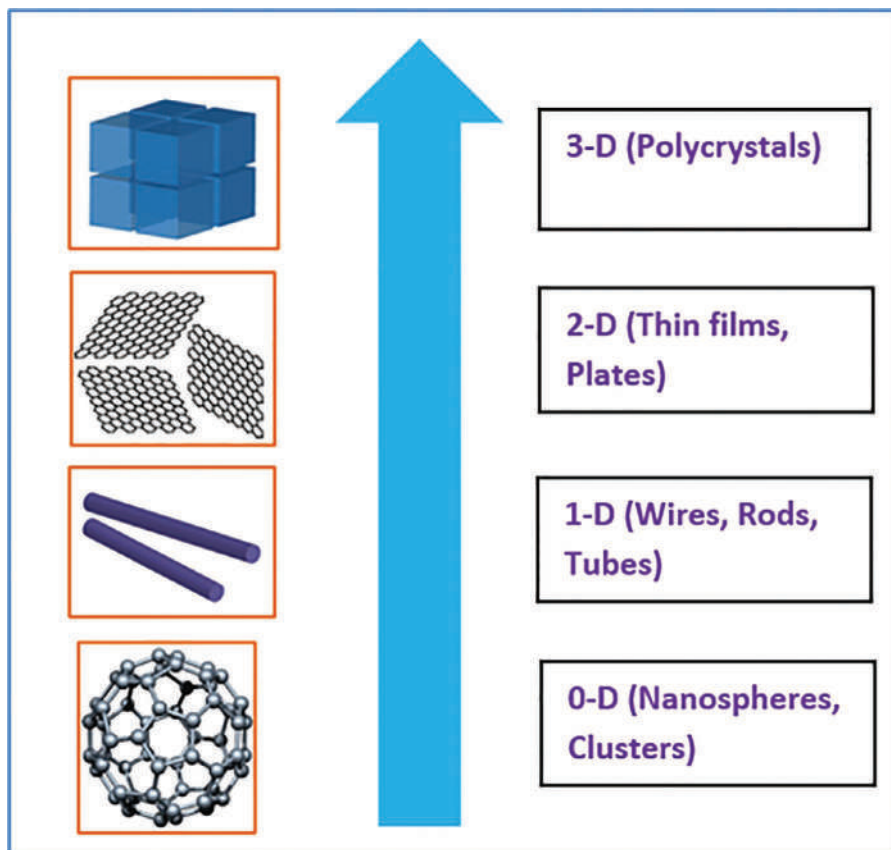 3-D (Polycrystals)
2-D (Thin films,
Plates)
1-D (Wires, Rods,
Tubes)
0-D (Nanospheres,
Clusters)